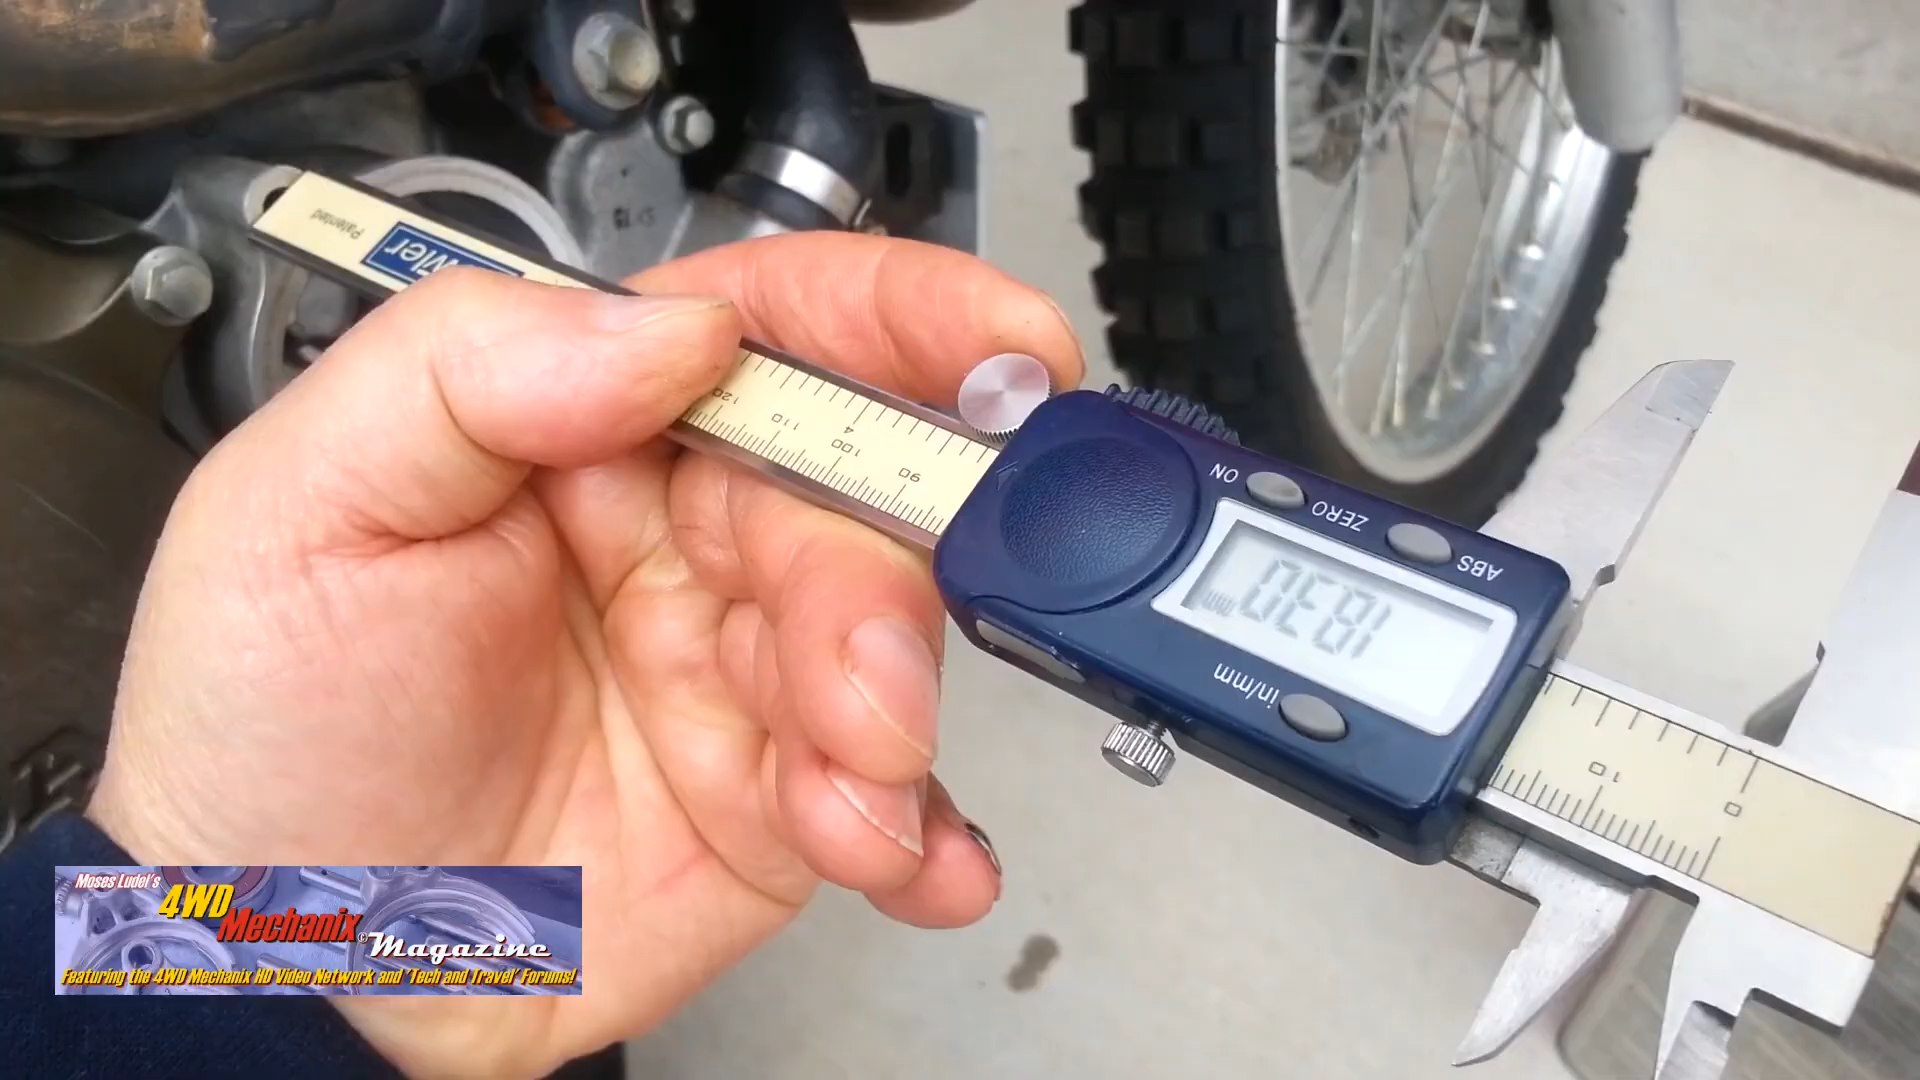 Patented
120
110
4
100
90
ON
ZERO
ABS
18.30 mm
in/mm
10
0
Moses Ludel's
4WD
Mechanix
Magazine
Featuring the 4WD Mechanix HD Video Network and 'Tech and Travel' Forums!